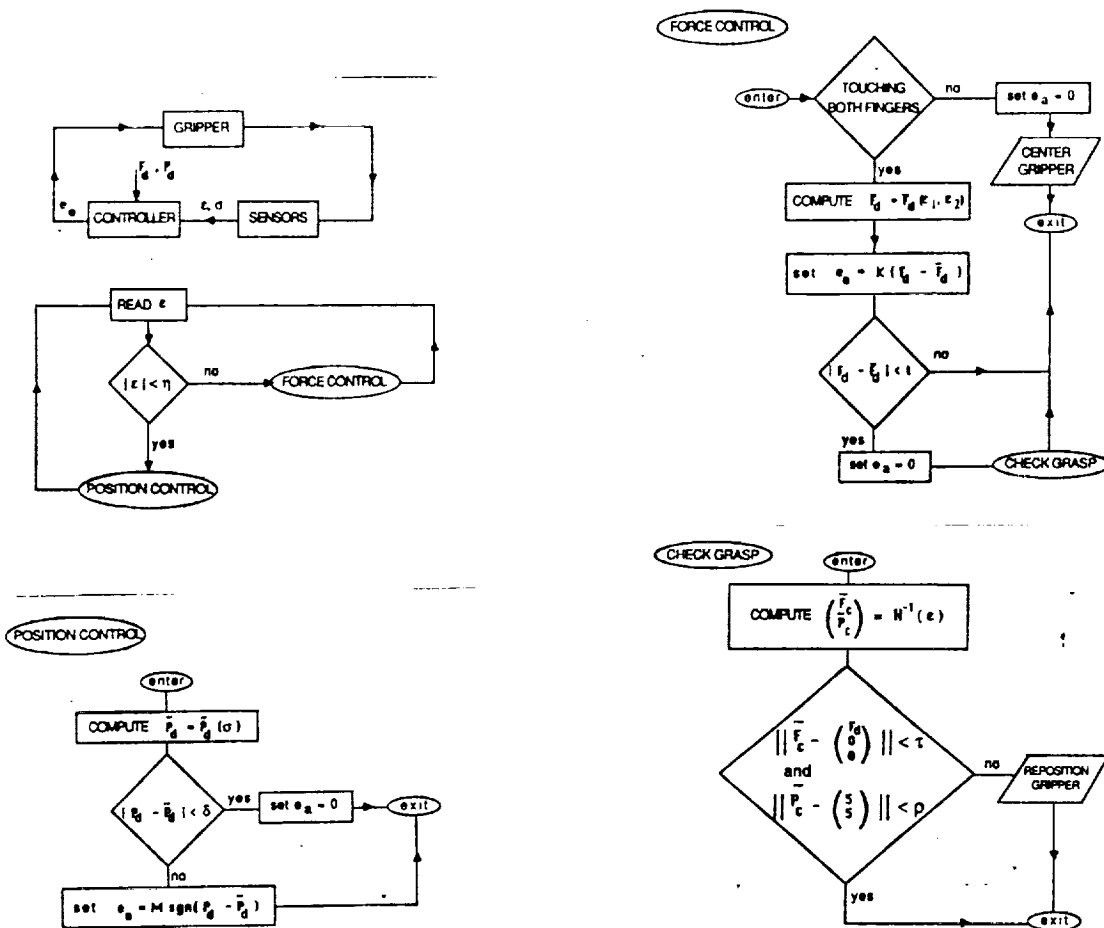 GRIPPER
F_d , P_d
e_a
CONTROLLER
ε, σ
SENSORS
READ ε
| ε | < η
no
FORCE CONTROL
yes
POSITION CONTROL
POSITION CONTROL
enter
COMPUTE P̄_d = P̄_d (σ)
| P_d - P̄_d | < δ
yes
set e_a = 0
exit
no
set e_a = M sgn( P_d - P̄_d )
FORCE CONTROL
enter
TOUCHING
BOTH FINGERS
no
set e_a = 0
CENTER
GRIPPER
exit
yes
COMPUTE F̄_d = F̄_d (ε_1, ε_2)
set e_a = K ( F_d - F̄_d )
| F_d - F̄_d | < t
no
yes
set e_a = 0
CHECK GRASP
CHECK GRASP
enter
COMPUTE ( F̄_c P̄_c ) = H^-1 (ε)
|| F̄_c - ( F_d 0 0 ) || < τ
and
|| P̄_c - ( 5 5 ) || < ρ
no
REPOSITION
GRIPPER
yes
exit